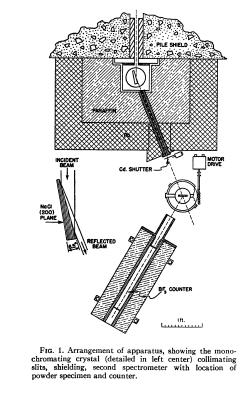 PILE SHIELD
PARAFFIN
Pb
Cd. SHUTTER
INCIDENT
BEAM
MOTOR
DRIVE
NaCl
(200)
PLANE
6.5°
REFLECTED
BEAM
BF3 COUNTER
1 FT.
FIG. 1. Arrangement of apparatus, showing the mono-
chromating crystal (detailed in left center) collimating
slits, shielding, second spectrometer with location of
powder specimen and counter.